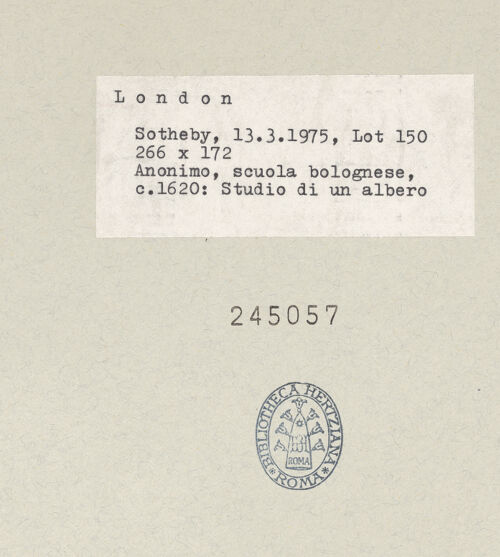 London
Sotheby, 13.3.1975, Lot 150
266 x 172
Anonimo, scuola bolognese,
c.1620: Studio di un albero
245057
*BIBLIOTHECA HERTZIANA*
ROMA
ROMA